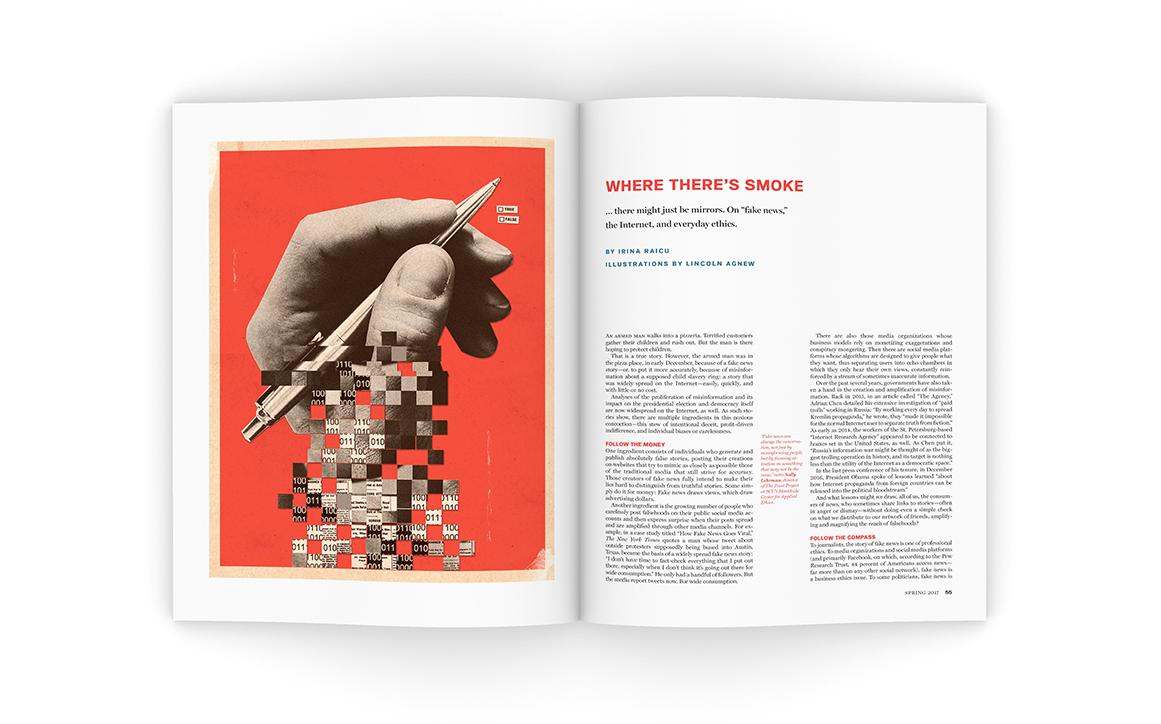 TRUE
FALSE
WHERE THERE'S SMOKE
... there might just be mirrors. On "fake news,"
the Internet, and everyday ethics.
BY IRINA RAICU
ILLUSTRATIONS BY LINCOLN AGNEW
AN ARMED MAN walks into a pizzeria. Terrified customers
gather their children and rush out. But the man is there
hoping to protect children.
That is a true story. However, the armed man was in
the pizza place, in early December, because of a fake news
story—or, to put it more accurately, because of misinfor-
mation about a supposed child slavery ring: a story that
was widely spread on the Internet—easily, quickly, and
with little or no cost.
Analyses of the proliferation of misinformation and its
impact on the presidential election and democracy itself
are now widespread on the Internet, as well. As such sto-
ries show, there are multiple ingredients in this noxious
concoction—this stew of intentional deceit, profit-driven
indifference, and individual biases or carelessness.
FOLLOW THE MONEY
One ingredient consists of individuals who generate and
publish absolutely false stories, posting their creations
on websites that try to mimic as closely as possible those
of the traditional media that still strive for accuracy.
Those creators of fake news fully intend to make their
lies hard to distinguish from truthful stories. Some sim-
ply do it for money: Fake news draws views, which draw
advertising dollars.
Another ingredient is the growing number of people who
carelessly post falsehoods on their public social media ac-
counts and then express surprise when their posts spread
and are amplified through other media channels. For ex-
ample, in a case study titled "How Fake News Goes Viral,"
The New York Times quotes a man whose tweet about
outside protesters supposedly being bused into Austin,
Texas, became the basis of a widely spread fake news story:
"I don't have time to fact-check everything that I put out
there, especially when I don't think it's going out there for
wide consumption." He only had a handful of followers. But
the media report tweets now. For wide consumption.
"Fake news can
change the conversa-
tion, not just by
misinforming people
but by focusing at-
tention on something
that may not be the
issue," notes Sally
Lehrman, director
of The Trust Project
at SCU's Markkula
Center for Applied
Ethics.
There are also those media organizations whose
business models rely on monetizing exaggerations and
conspiracy mongering. Then there are social media plat-
forms whose algorithms are designed to give people what
they want, thus separating users into echo chambers in
which they only hear their own views, constantly rein-
forced by a stream of sometimes inaccurate information.
Over the past several years, governments have also tak-
en a hand in the creation and amplification of misinfor-
mation. Back in 2015, in an article called "The Agency,"
Adrian Chen detailed his extensive investigation of "paid
trolls" working in Russia: "By working every day to spread
Kremlin propaganda," he wrote, they "made it impossible
for the normal Internet user to separate truth from fiction."
As early as 2014, the workers of the St. Petersburg-based
"Internet Research Agency" appeared to be connected to
hoaxes set in the United States, as well. As Chen put it,
"Russia's information war might be thought of as the big-
gest trolling operation in history, and its target is nothing
less than the utility of the Internet as a democratic space."
In the last press conference of his tenure, in December
2016, President Obama spoke of lessons learned "about
how Internet propaganda from foreign countries can be
released into the political bloodstream."
And what lessons might we draw, all of us, the consum-
ers of news, who sometimes share links to stories—often
in anger or dismay—without doing even a simple check
on what we distribute to our network of friends, amplify-
ing and magnifying the reach of falsehoods?
FOLLOW THE COMPASS
To journalists, the story of fake news is one of professional
ethics. To media organizations and social media platforms
(and primarily Facebook, on which, according to the Pew
Research Trust, 44 percent of Americans access news—
far more than on any other social network), fake news is
a business ethics issue. To some politicians, fake news is
SPRING 2017 55